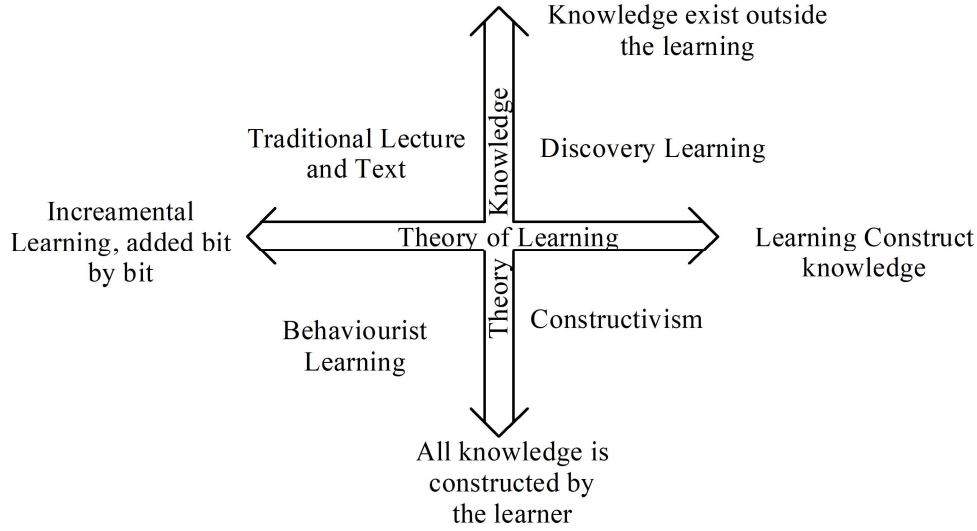 Knowledge exist outside
the learning
Traditional Lecture
and Text
Knowledge
Discovery Learning
Increamental
Learning, added bit
by bit
Theory of Learning
Learning Construct
knowledge
Theory
Behaviourist
Learning
Constructivism
All knowledge is
constructed by
the learner